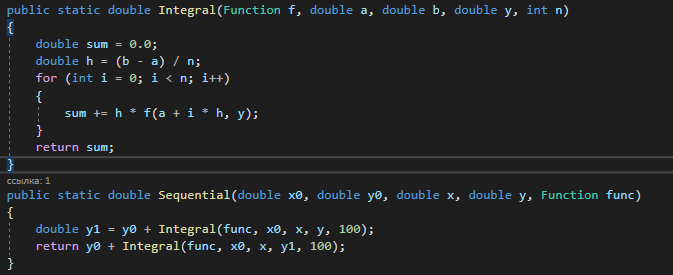 public static double Integral(Function f, double a, double b, double y, int n)
{
double sum = 0.0;
double h = (b - a) / n;
for (int i = 0; i < n; i++)
{
sum += h * f(a + i * h, y);
}
return sum;
}
ссылка: 1
public static double Sequential(double x0, double y0, double x, double y, Function func)
{
double y1 = y0 + Integral(func, x0, x, y, 100);
return y0 + Integral(func, x0, x, y1, 100);
}